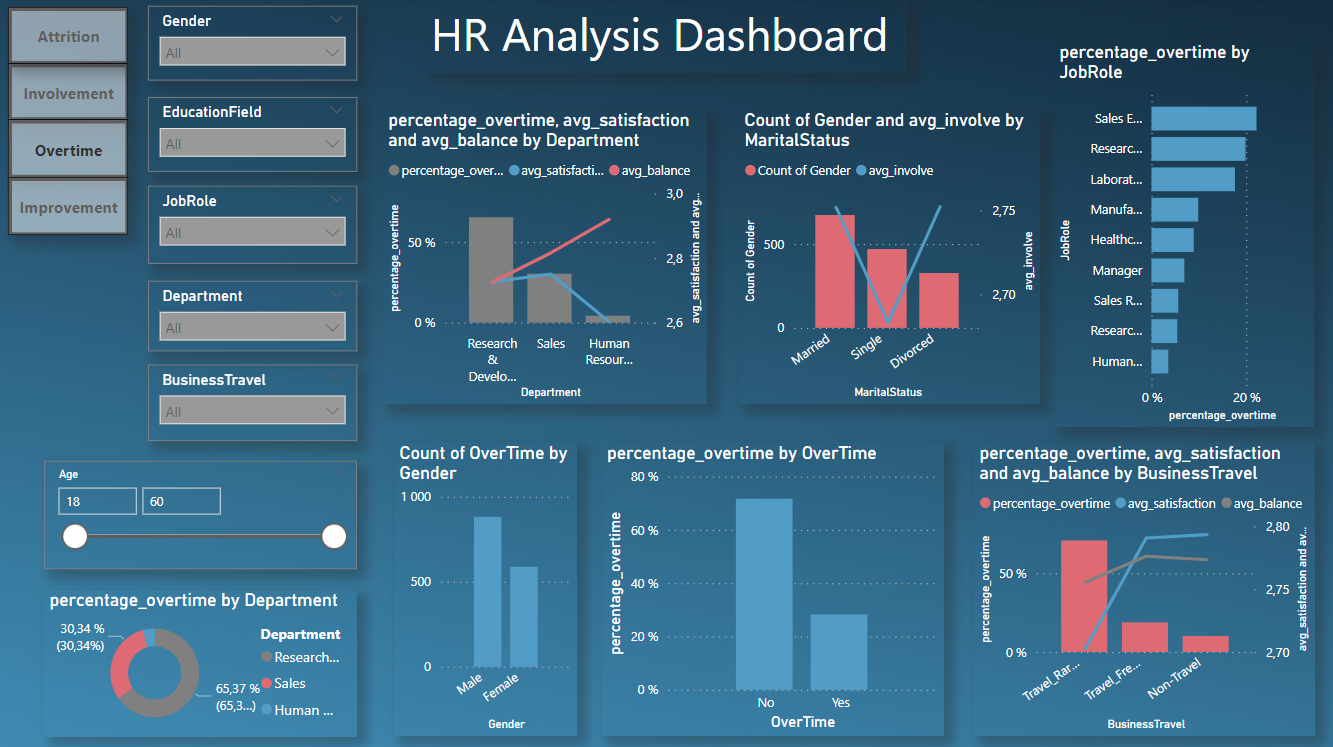 HR Analysis Dashboard
Attrition
Involvement
Overtime
Improvement
Gender
All
EducationField
All
JobRole
All
Department
All
BusinessTravel
All
Age
18
60
percentage_overtime by Department
30,34 %
(30,34%)
65,37 %
(65,3...)
Department
Research...
Sales
Human ...
percentage_overtime, avg_satisfaction
and avg_balance by Department
percentage_over...
avg_satisfacti...
avg_balance
percentage_overtime
50 %
0 %
3,0
2,8
2,6
avg_satisfaction and avg...
Research
&
Develo...
Sales
Human
Resour...
Department
Count of Gender and avg_involve by
MaritalStatus
Count of Gender
avg_involve
Count of Gender
500
0
2,75
2,70
avg_involve
Married
Single
Divorced
MaritalStatus
percentage_overtime by
JobRole
JobRole
Sales E...
Researc...
Laborat...
Manufa...
Healthc...
Manager
Sales R...
Researc...
Human...
0 %
20 %
percentage_overtime
Count of OverTime by
Gender
1 000
500
0
Male
Female
Gender
percentage_overtime by OverTime
percentage_overtime
80 %
60 %
40 %
20 %
0 %
No
Yes
OverTime
percentage_overtime, avg_satisfaction
and avg_balance by BusinessTravel
percentage_overtime
avg_satisfaction
avg_balance
percentage_overtime
50 %
0 %
2,80
2,75
2,70
avg_satisfaction and av...
Travel_Rar...
Travel_Fre...
Non-Travel
BusinessTravel